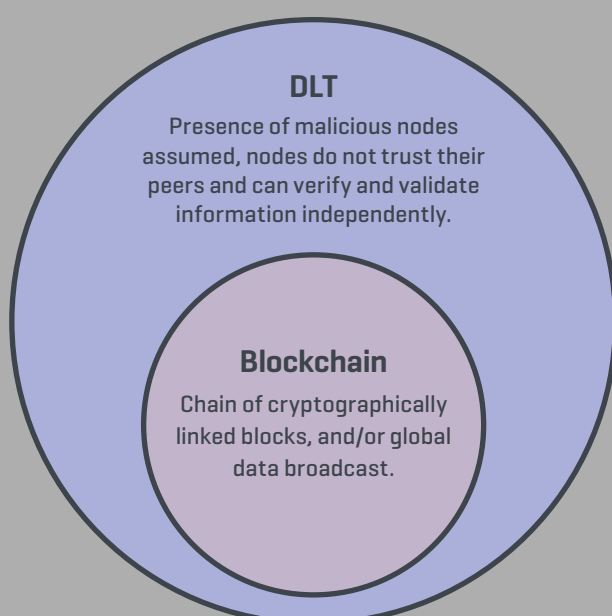 DLT
Presence of malicious nodes
assumed, nodes do not trust their
peers and can verify and validate
information independently.
Blockchain
Chain of cryptographically
linked blocks, and/or global
data broadcast.